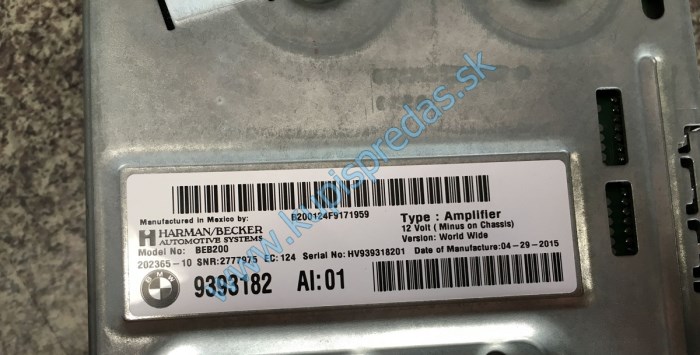 B200124F9171959
Manufactured in Mexico by:
HARMAN/BECKER
AUTOMOTIVE SYSTEMS
Type : Amplifier
12 Volt ( Minus on Chassis)
Version: World Wide
Model No: BEB200
202365-10 SNR:2777975 EC: 124 Serial No: HV939318201 Date of Manufacture: 04-29-2015
BMW
9393182 AI:01
www.kupispredas.sk